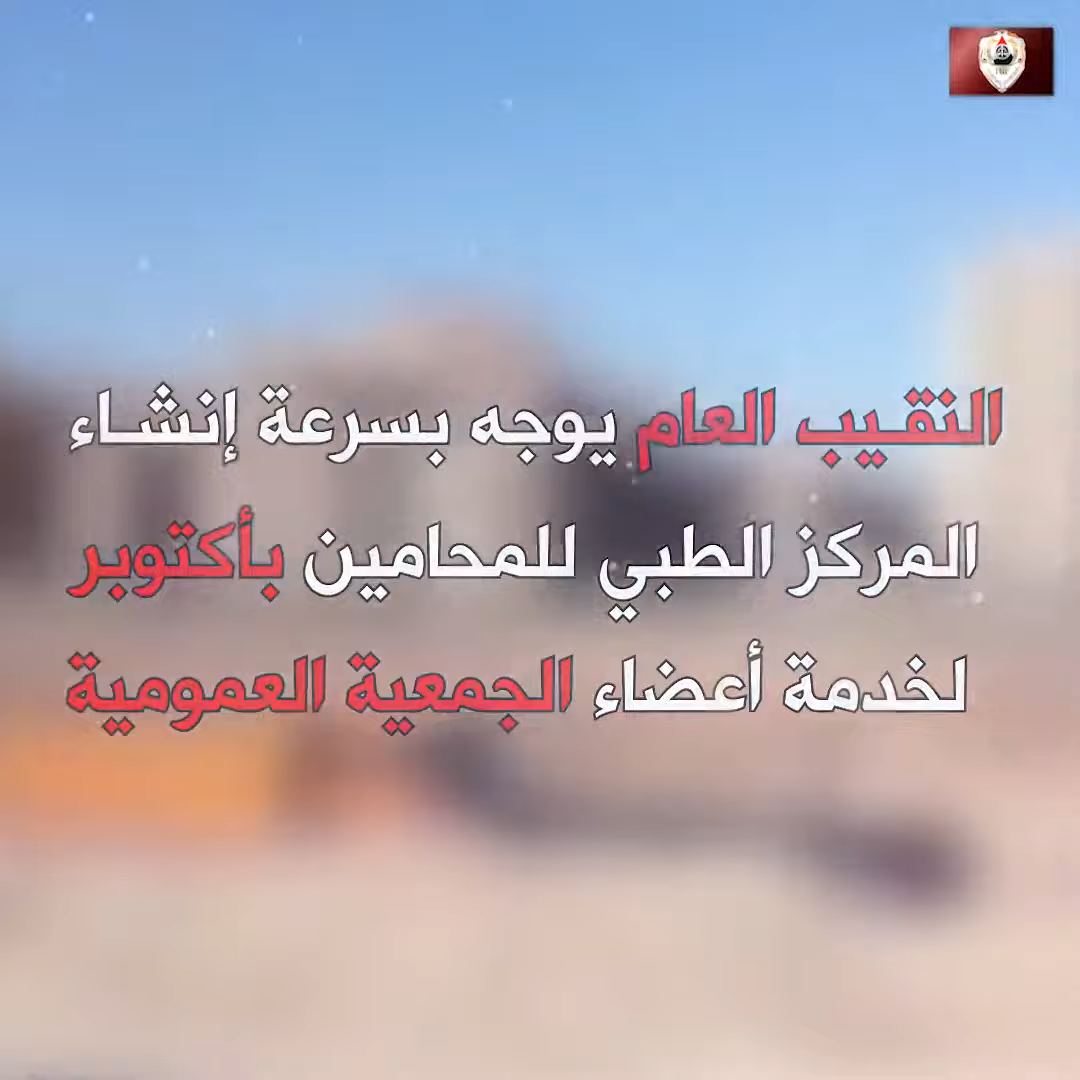 النقيب العام يوجه بسرعة إنشاء
المركز الطبي للمحامين بأكتوبر
لخدمة أعضاء الجمعية العمومية